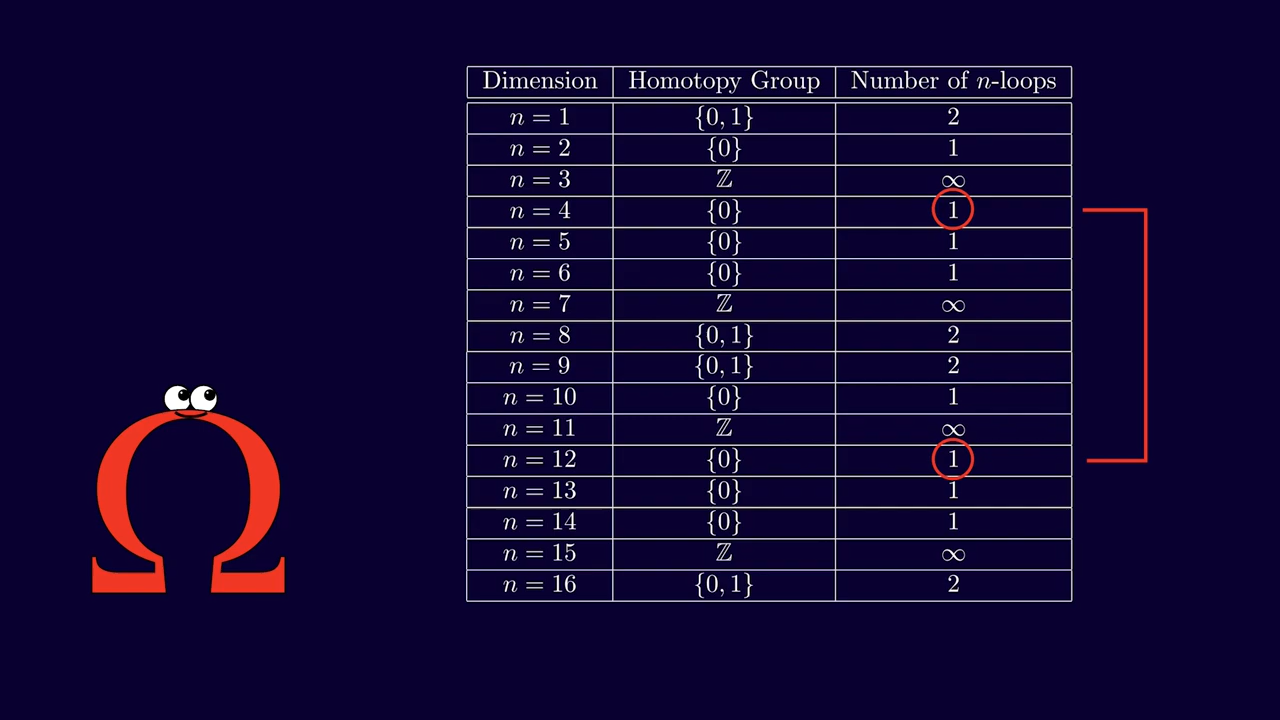 Dimension Homotopy Group Number of n-loops
n = 1 {0, 1} 2
n = 2 {0} 1
n = 3 ℤ ∞
n = 4 {0} 1
n = 5 {0} 1
n = 6 {0} 1
n = 7 ℤ ∞
n = 8 {0, 1} 2
n = 9 {0, 1} 2
n = 10 {0} 1
n = 11 ℤ ∞
n = 12 {0} 1
n = 13 {0} 1
n = 14 {0} 1
n = 15 ℤ ∞
n = 16 {0, 1} 2
Ω